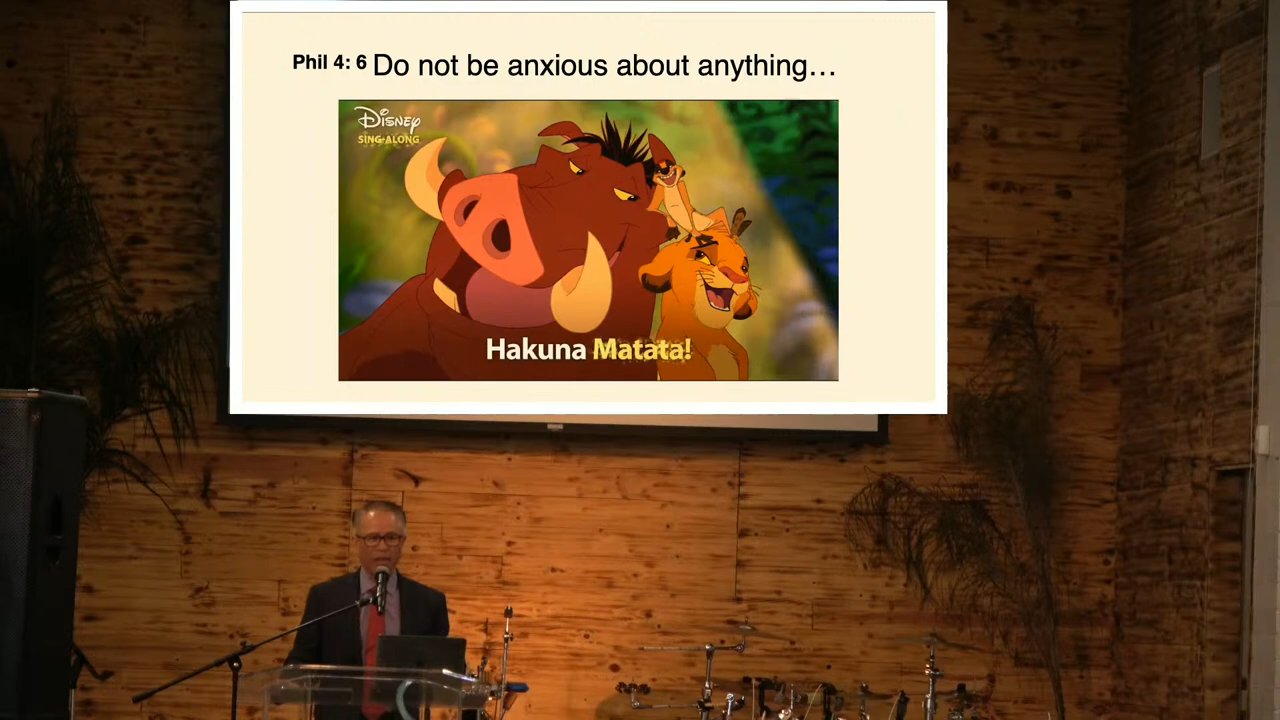 Phil 4: 6 Do not be anxious about anything…
Disney
SING-ALONG
Hakuna Matata!